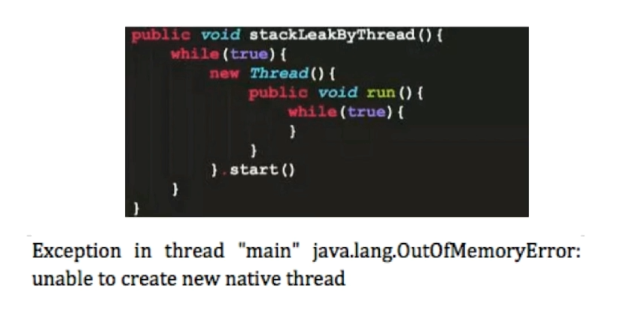 public void stackLeakByThread(){
while(true){
new Thread(){
public void run(){
while(true){
}
}
}.start()
}
}
Exception in thread "main" java.lang.OutOfMemoryError:
unable to create new native thread